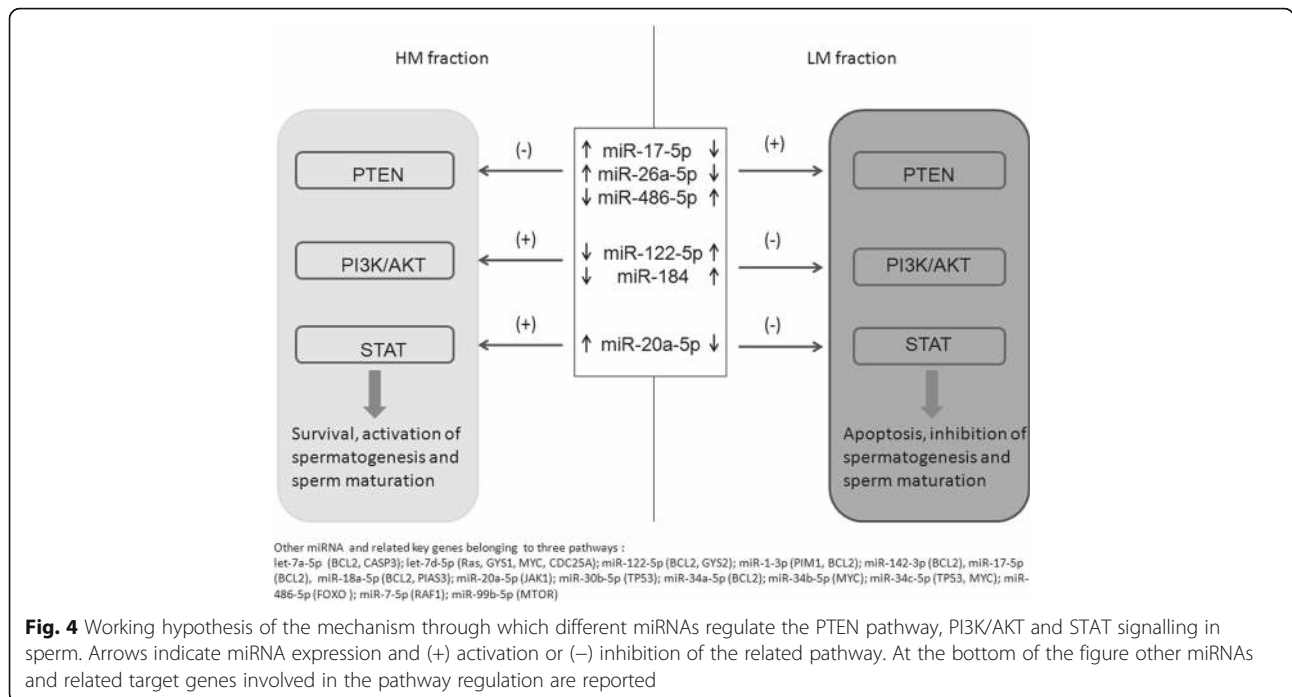 HM fraction
LM fraction
(-)
↑ miR-17-5p ↓
(+)
PTEN
↑ miR-26a-5p ↓
PTEN
↓ miR-486-5p ↑
(+)
↓ miR-122-5p ↑
(-)
PI3K/AKT
↓ miR-184 ↑
PI3K/AKT
(+)
↑ miR-20a-5p ↓
(-)
STAT
STAT
Survival, activation of
spermatogenesis and
sperm maturation
Apoptosis, inhibition of
spermatogenesis and
sperm maturation
Other miRNA and related key genes belonging to three pathways :
let-7a-5p (BCL2, CASP3); let-7d-5p (Ras, GYS1, MYC, CDC25A); miR-122-5p (BCL2, GYS2); miR-1-3p (PIM1, BCL2); miR-142-3p (BCL2), miR-17-5p
(BCL2), miR-18a-5p (BCL2, PIAS3); miR-20a-5p (JAK1); miR-30b-5p (TP53); miR-34a-5p (BCL2); miR-34b-5p (MYC); miR-34c-5p (TP53, MYC); miR-
486-5p (FOXO ); miR-7-5p (RAF1); miR-99b-5p (MTOR)
Fig. 4 Working hypothesis of the mechanism through which different miRNAs regulate the PTEN pathway, PI3K/AKT and STAT signalling in
sperm. Arrows indicate miRNA expression and (+) activation or (−) inhibition of the related pathway. At the bottom of the figure other miRNAs
and related target genes involved in the pathway regulation are reported